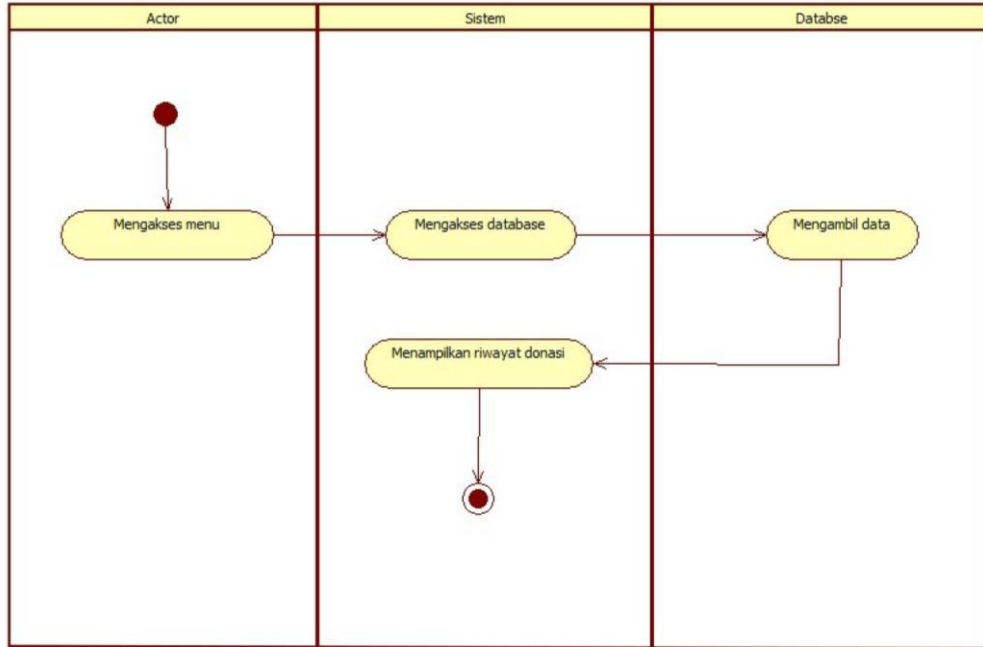 Actor
Sistem
Databse
Mengakses menu
Mengakses database
Mengambil data
Menampilkan riwayat donasi